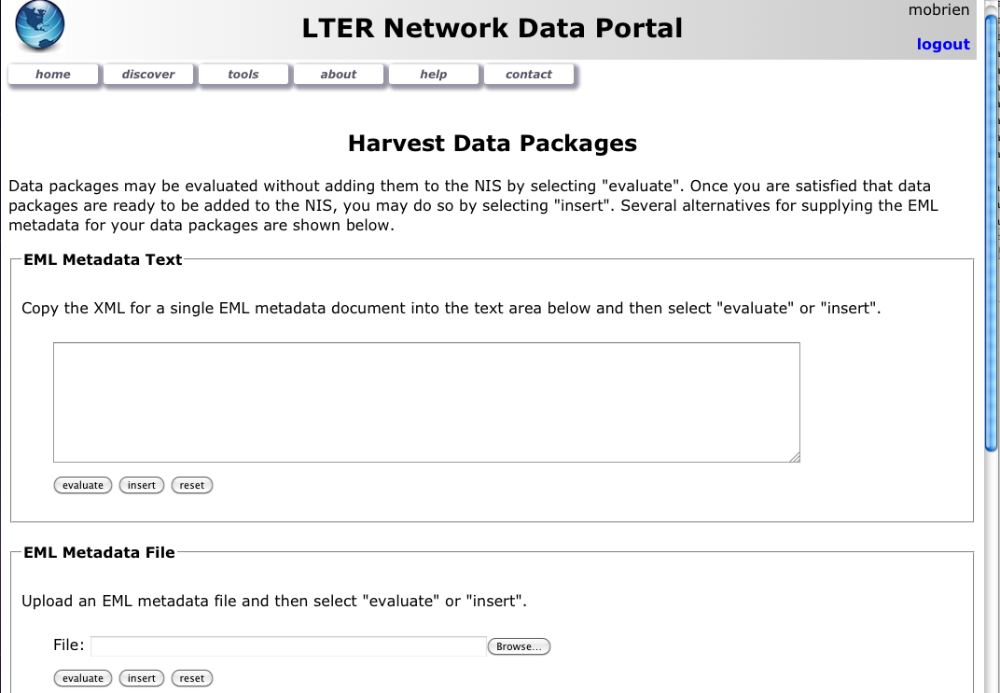 mobrien
LTER Network Data Portal
logout
home discover tools about help contact
Harvest Data Packages
Data packages may be evaluated without adding them to the NIS by selecting "evaluate". Once you are satisfied that data
packages are ready to be added to the NIS, you may do so by selecting "insert". Several alternatives for supplying the EML
metadata for your data packages are shown below.
EML Metadata Text
Copy the XML for a single EML metadata document into the text area below and then select "evaluate" or "insert".
evaluate insert reset
EML Metadata File
Upload an EML metadata file and then select "evaluate" or "insert".
File: Browse...
evaluate insert reset